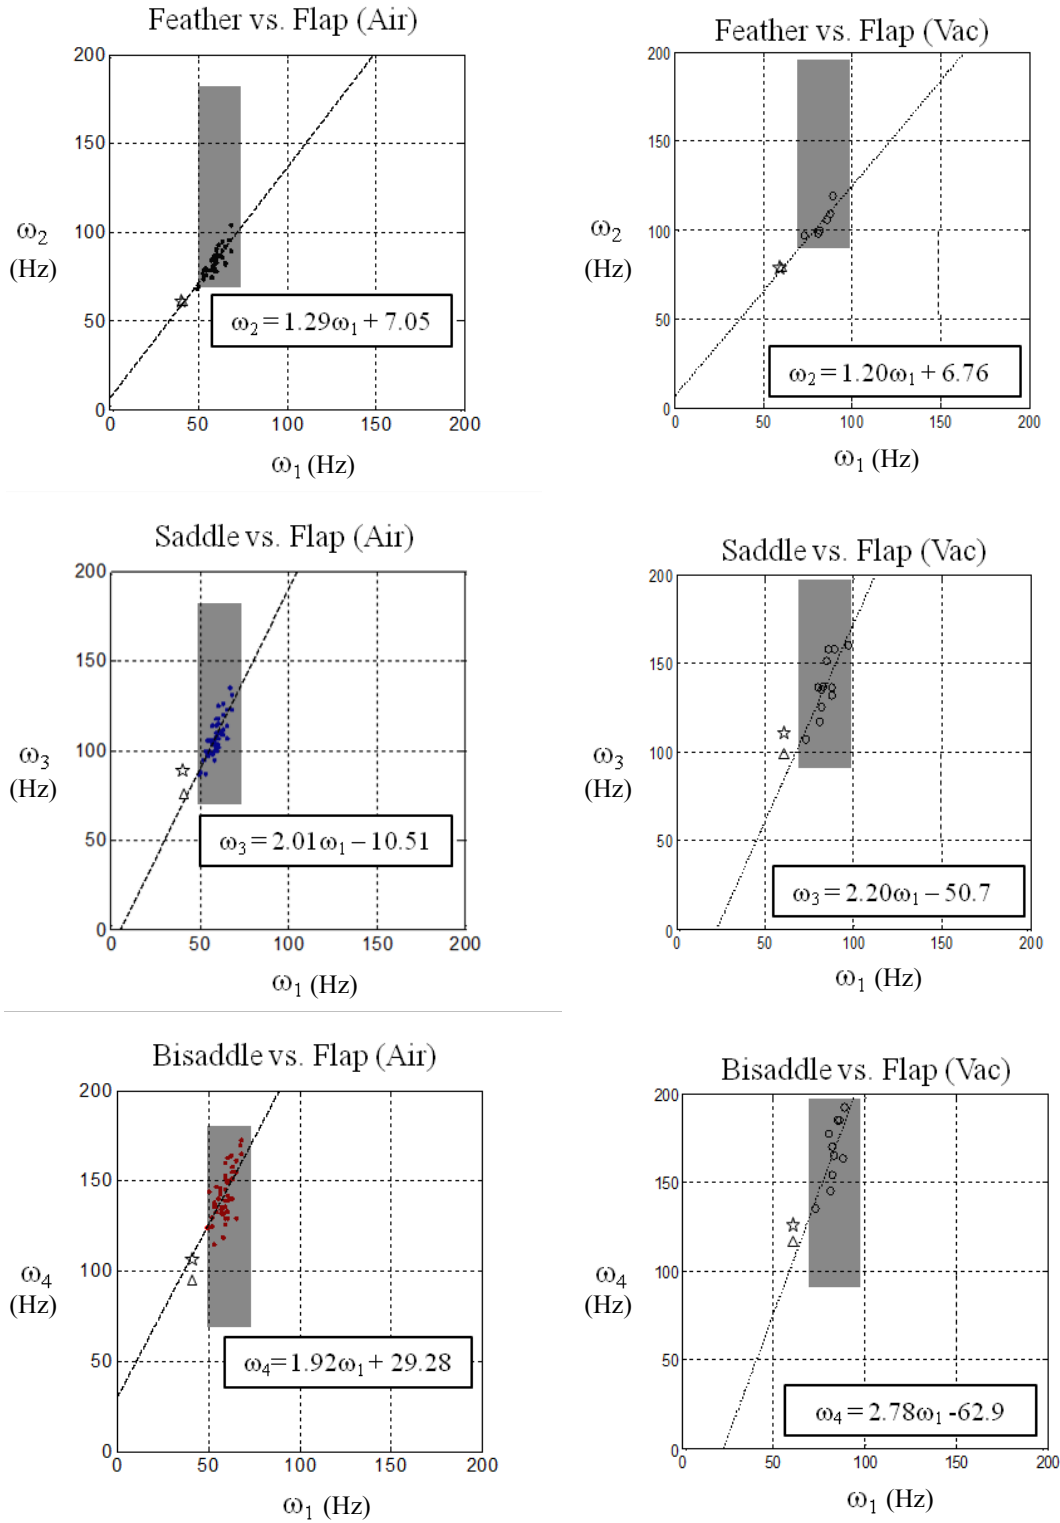 Feather vs. Flap (Air)
200
150
100
50
0
ω2
(Hz)
ω2 = 1.29ω1 + 7.05
0 50 100 150 200
ω1 (Hz)
Feather vs. Flap (Vac)
200
150
100
50
0
ω2
(Hz)
ω2 = 1.20ω1 + 6.76
0 50 100 150 200
ω1 (Hz)
Saddle vs. Flap (Air)
200
150
100
50
0
ω3
(Hz)
ω3 = 2.01ω1 – 10.51
0 50 100 150 200
ω1 (Hz)
Saddle vs. Flap (Vac)
200
150
100
50
0
ω3
(Hz)
ω3 = 2.20ω1 – 50.7
0 50 100 150 200
ω1 (Hz)
Bisaddle vs. Flap (Air)
200
150
100
50
0
ω4
(Hz)
ω4 = 1.92ω1 + 29.28
0 50 100 150 200
ω1 (Hz)
Bisaddle vs. Flap (Vac)
200
150
100
50
0
ω4
(Hz)
ω4 = 2.78ω1 -62.9
0 50 100 150 200
ω1 (Hz)